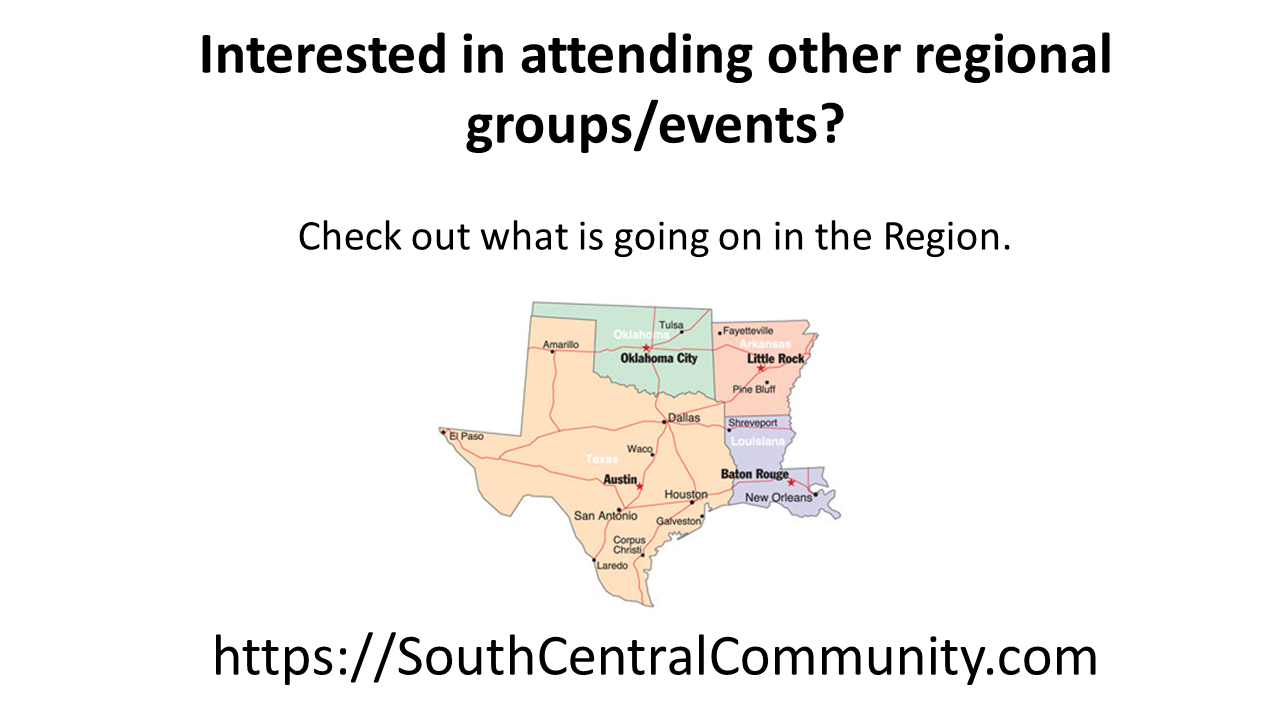 Interested in attending other regional
groups/events?
Check out what is going on in the Region.
Tulsa
Oklahoma
Fayetteville
Arkansas
Amarillo
Oklahoma City
Little Rock
Pine Bluff
Dallas
Shreveport
El Paso
Louisiana
Waco
Texas
Austin
Baton Rouge
Houston
New Orleans
San Antonio
Galveston
Corpus
Christi
Laredo
https://SouthCentralCommunity.com